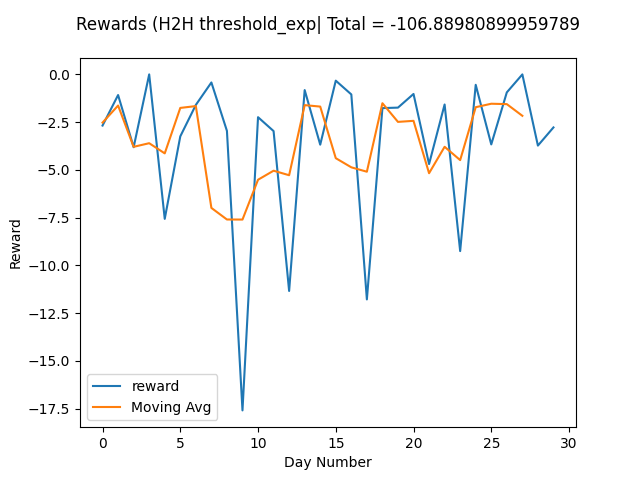 Rewards (H2H threshold_exp| Total = -106.88980899959789
0.0
−2.5
−5.0
−7.5
−10.0
−12.5
−15.0
−17.5
Reward
reward
Moving Avg
0 5 10 15 20 25 30
Day Number